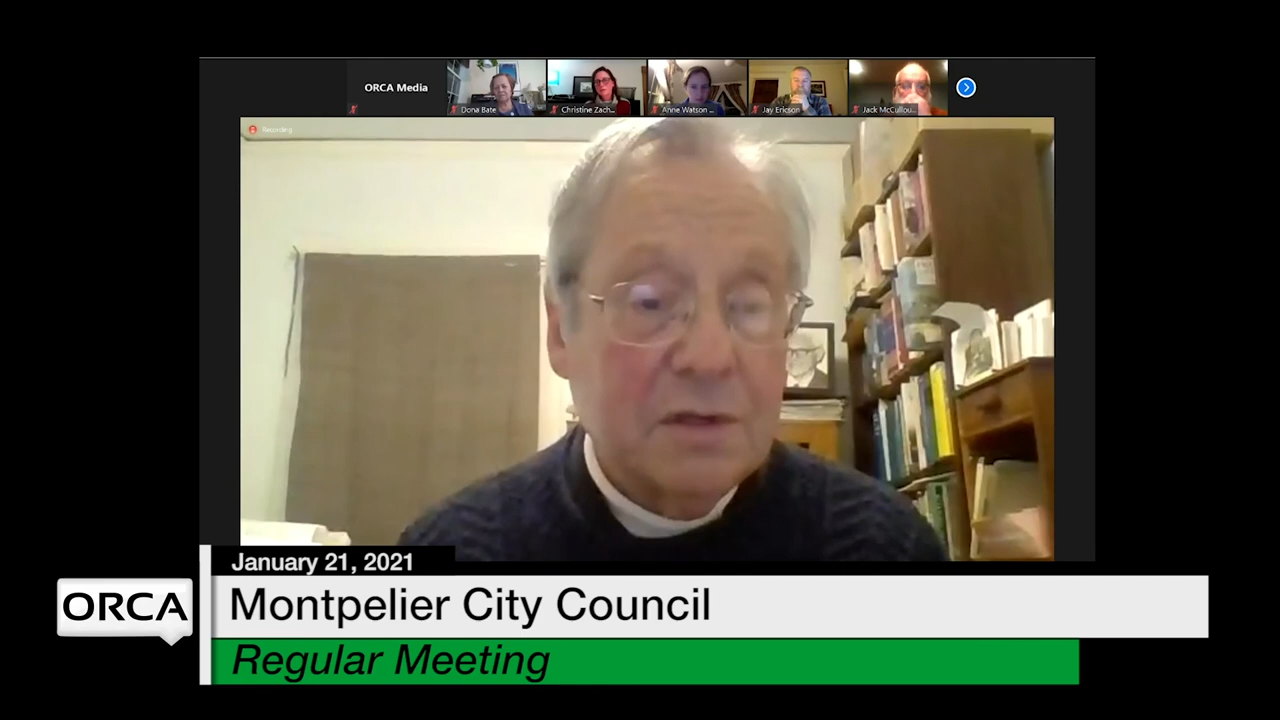 ORCA Media
Dona Bate
Christine Zach...
Anne Watson ...
Jay Ericson
Jack McCullou...
Recording
January 21, 2021
ORCA
Montpelier City Council
Regular Meeting